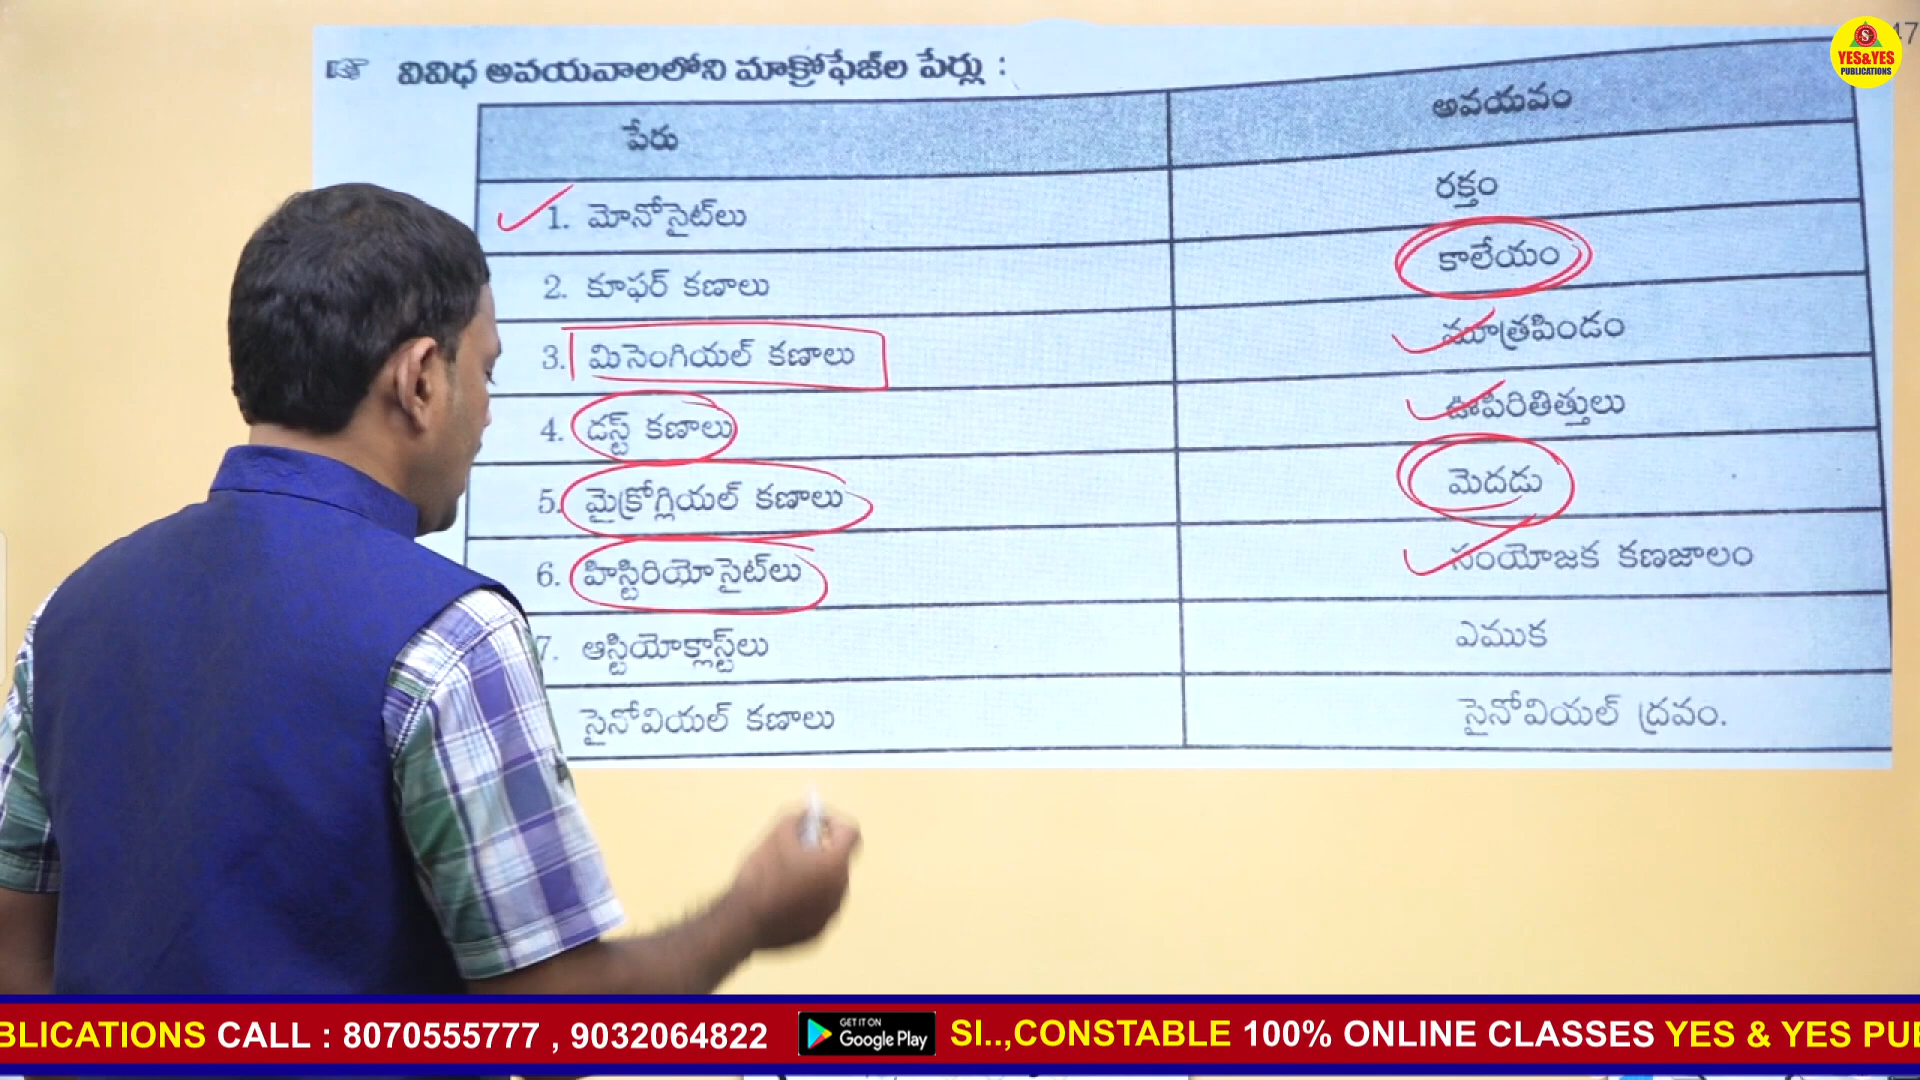 47
YES&YES
PUBLICATIONS
వివిధ అవయవాలలోని మాక్రోఫేజ్‌ల పేర్లు :
పేరు అవయవం
1. మోనోసైట్‌లు రక్తం
2. కూఫర్ కణాలు కాలేయం
3. మిసెంగియల్ కణాలు మూత్రపిండం
4. డస్ట్ కణాలు ఊపిరితిత్తులు
5. మైక్రోగ్లియల్ కణాలు మెదడు
6. హిస్టిరియోసైట్‌లు సంయోజక కణజాలం
7. ఆస్టియోక్లాస్ట్‌లు ఎముక
సైనోవియల్ కణాలు సైనోవియల్ ద్రవం.
BLICATIONS CALL : 8070555777 , 9032064822 GET IT ON Google Play SI..,CONSTABLE 100% ONLINE CLASSES YES & YES PUB